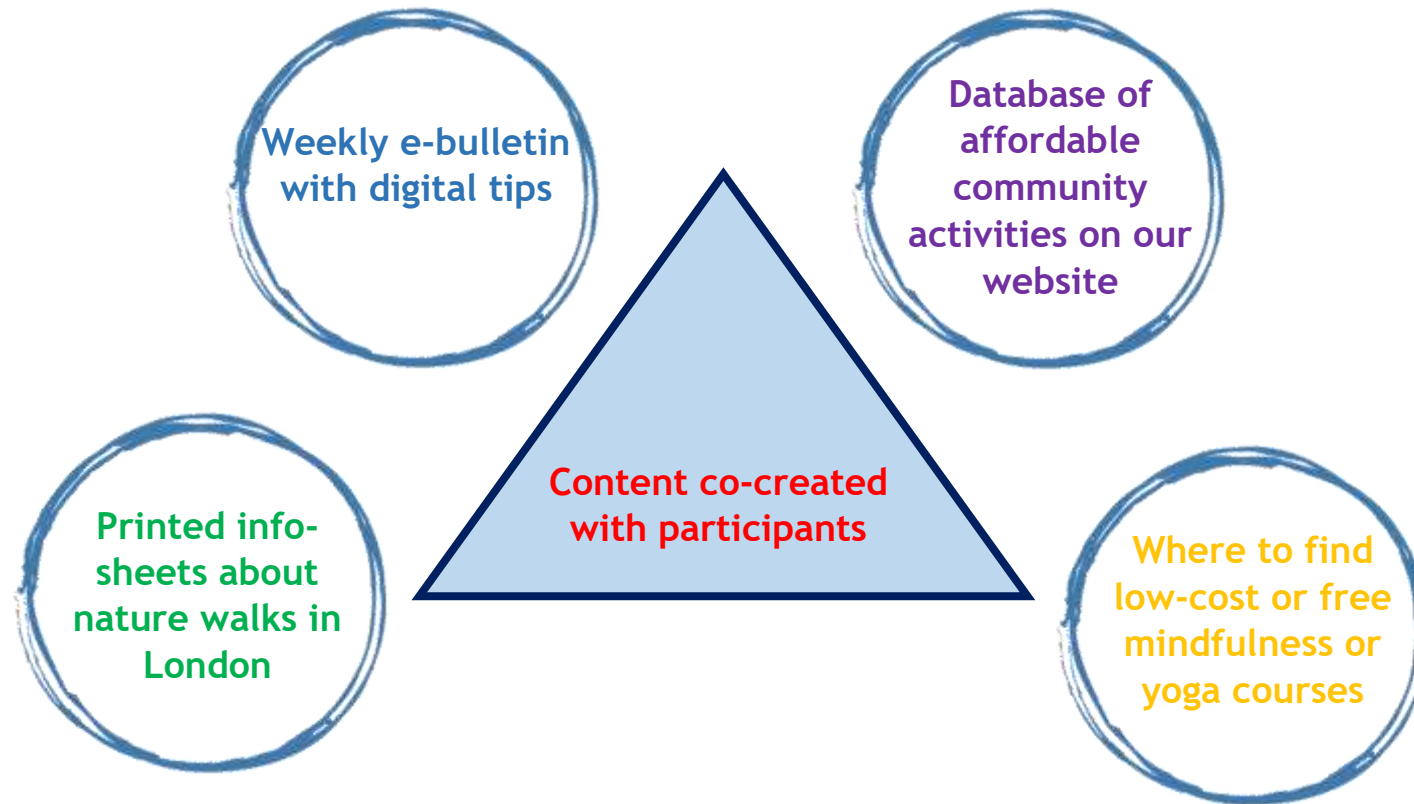 Weekly e-bulletin
with digital tips
Database of
affordable
community
activities on our
website
Content co-created
with participants
Printed info-
sheets about
nature walks in
London
Where to find
low-cost or free
mindfulness or
yoga courses